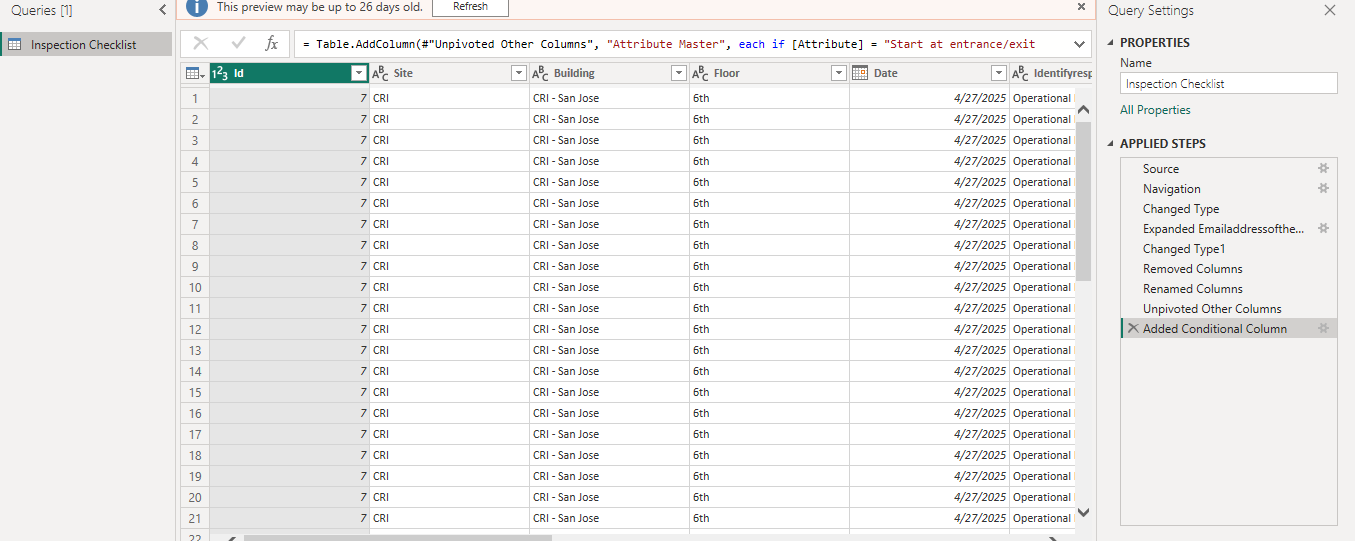 Queries [1]
Inspection Checklist
This preview may be up to 26 days old.
Refresh
fx
= Table.AddColumn(#"Unpivoted Other Columns", "Attribute Master", each if [Attribute] = "Start at entrance/exit
123 Id ABC Site ABC Building ABC Floor Date ABC Identifyresp
1 7 CRI CRI - San Jose 6th 4/27/2025 Operational
2 7 CRI CRI - San Jose 6th 4/27/2025 Operational
3 7 CRI CRI - San Jose 6th 4/27/2025 Operational
4 7 CRI CRI - San Jose 6th 4/27/2025 Operational
5 7 CRI CRI - San Jose 6th 4/27/2025 Operational
6 7 CRI CRI - San Jose 6th 4/27/2025 Operational
7 7 CRI CRI - San Jose 6th 4/27/2025 Operational
8 7 CRI CRI - San Jose 6th 4/27/2025 Operational
9 7 CRI CRI - San Jose 6th 4/27/2025 Operational
10 7 CRI CRI - San Jose 6th 4/27/2025 Operational
11 7 CRI CRI - San Jose 6th 4/27/2025 Operational
12 7 CRI CRI - San Jose 6th 4/27/2025 Operational
13 7 CRI CRI - San Jose 6th 4/27/2025 Operational
14 7 CRI CRI - San Jose 6th 4/27/2025 Operational
15 7 CRI CRI - San Jose 6th 4/27/2025 Operational
16 7 CRI CRI - San Jose 6th 4/27/2025 Operational
17 7 CRI CRI - San Jose 6th 4/27/2025 Operational
18 7 CRI CRI - San Jose 6th 4/27/2025 Operational
19 7 CRI CRI - San Jose 6th 4/27/2025 Operational
20 7 CRI CRI - San Jose 6th 4/27/2025 Operational
21 7 CRI CRI - San Jose 6th 4/27/2025 Operational
22
Query Settings
PROPERTIES
Name
Inspection Checklist
All Properties
APPLIED STEPS
Source
Navigation
Changed Type
Expanded Emailaddressofthe...
Changed Type1
Removed Columns
Renamed Columns
Unpivoted Other Columns
Added Conditional Column